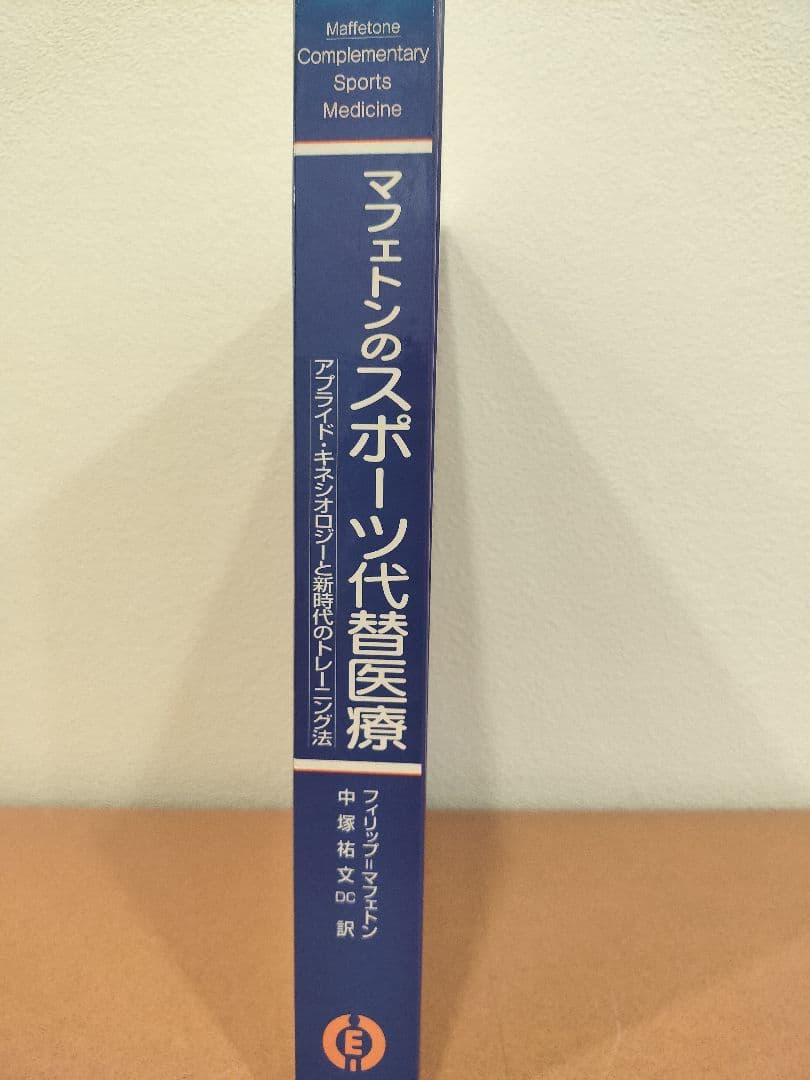 Maffetone
Complementary
Sports
Medicine
マフェトンのスポーツ代替医療
アプライド・キネシオロジーと新時代のトレーニング法
フィリップ=マフェトン
中塚祐文DC 訳
E